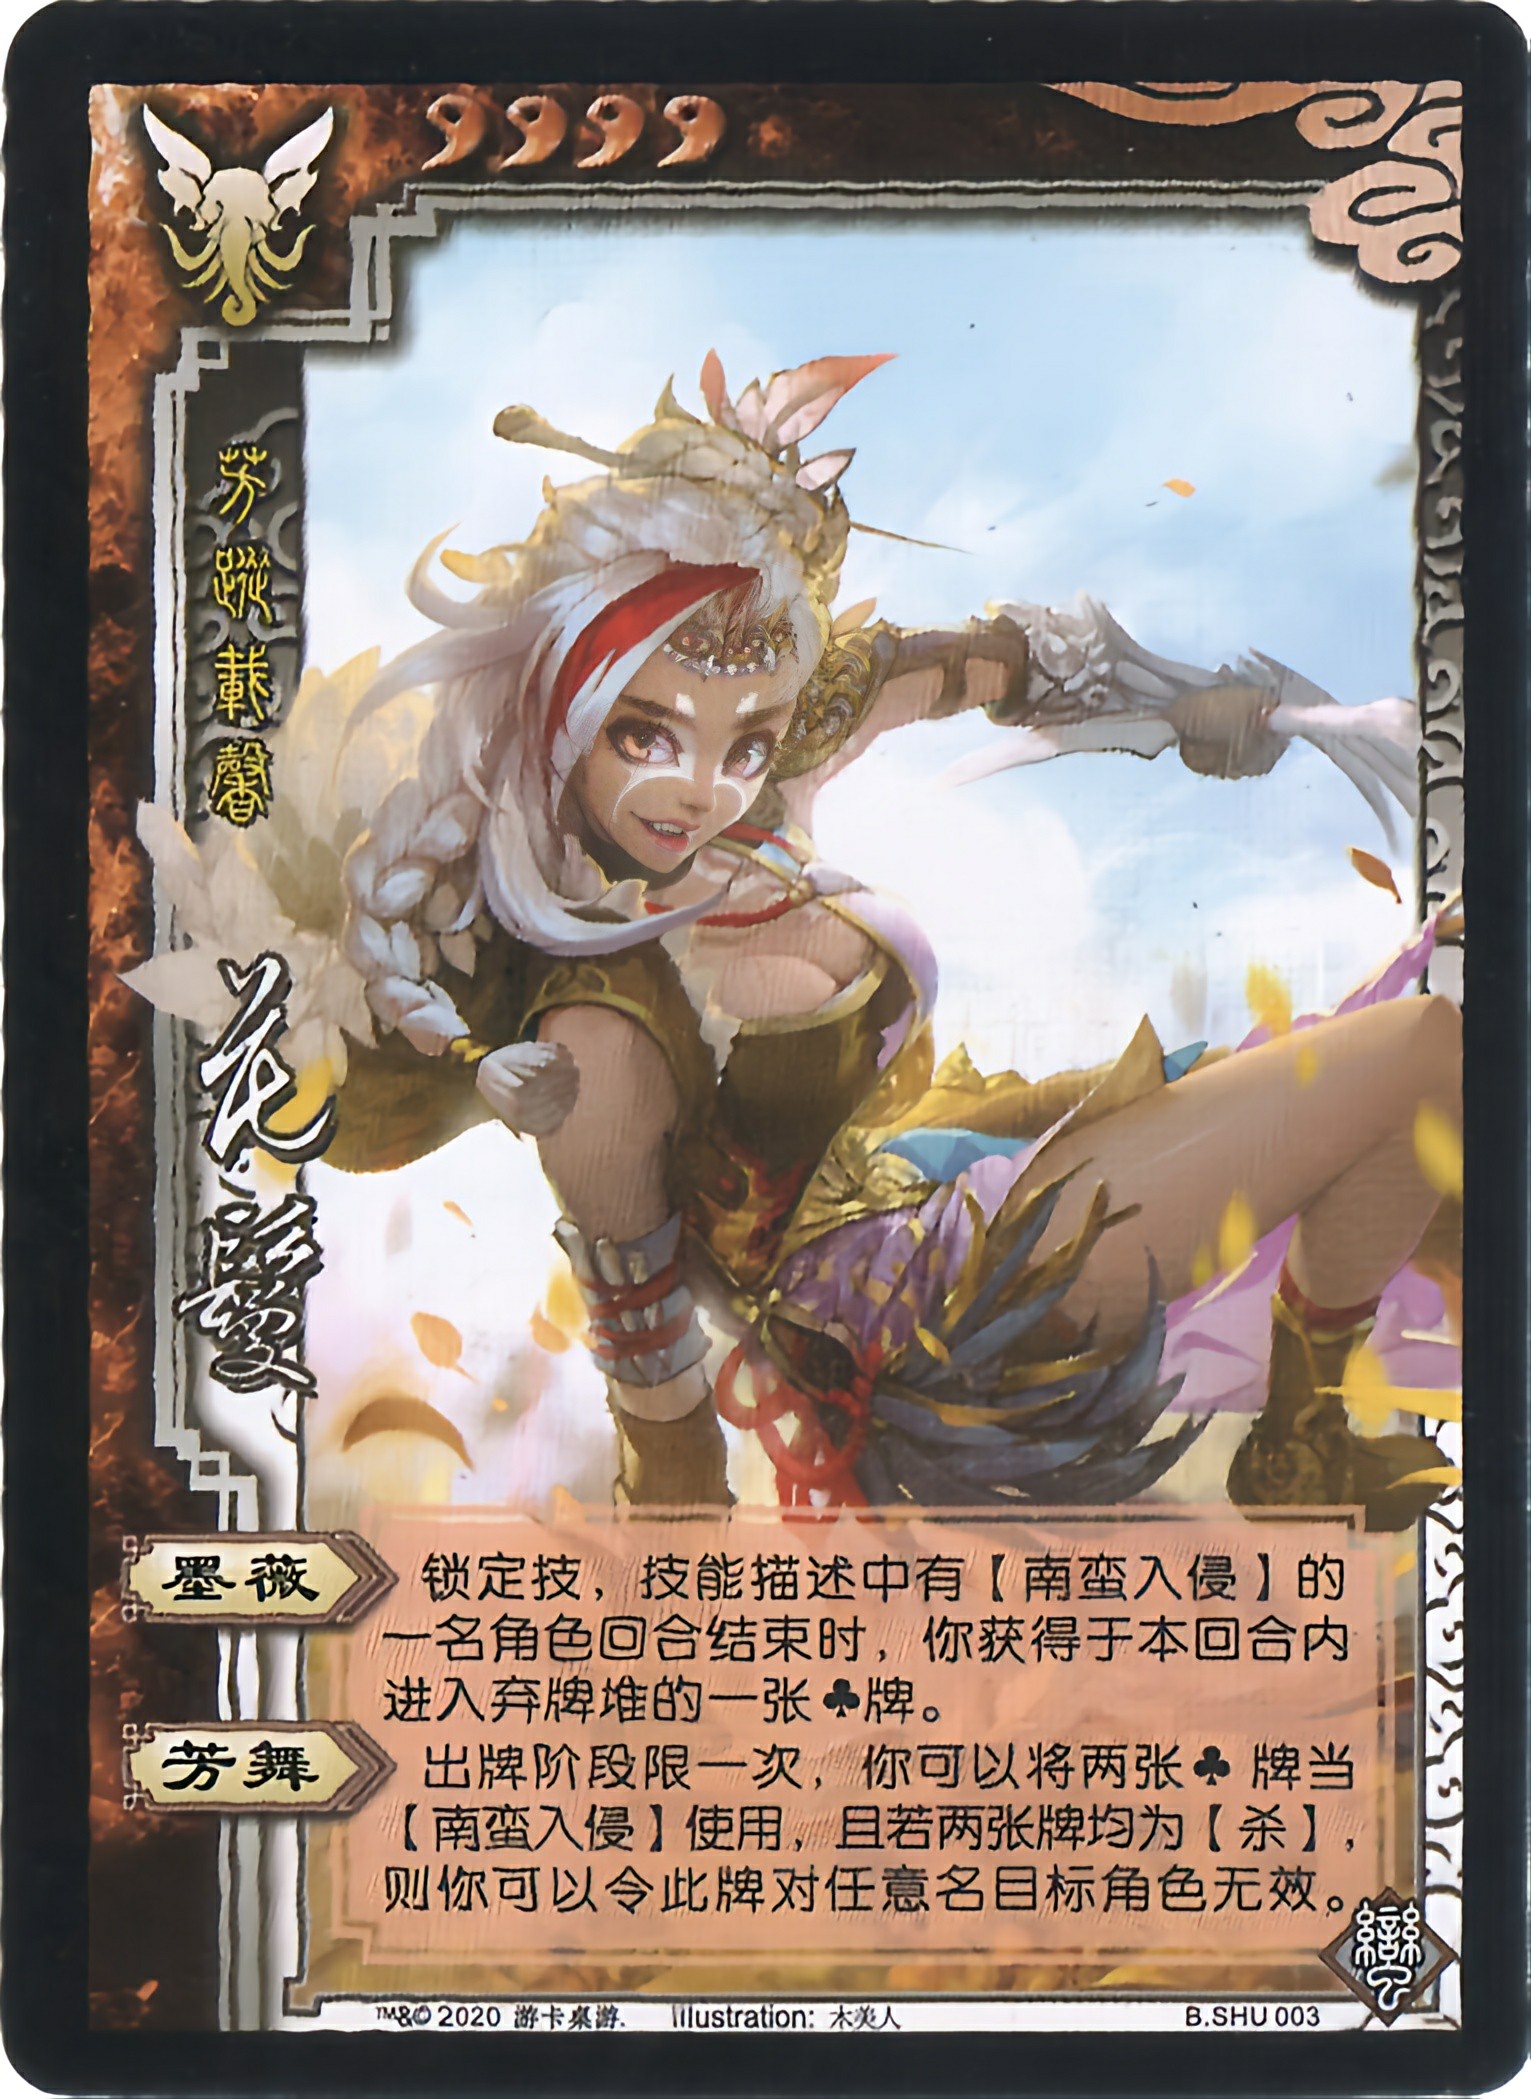 芳蹤載馨
花鬘
墨薇
锁定技，技能描述中有【南蛮入侵】的
一名角色回合结束时，你获得于本回合内
进入弃牌堆的一张♣牌。
芳舞
出牌阶段限一次，你可以将两张♣牌当
【南蛮入侵】使用，且若两张牌均为【杀】，
则你可以令此牌对任意名目标角色无效。
蠻
™&© 2020 游卡桌游. Illustration: 木炎人 B.SHU 003